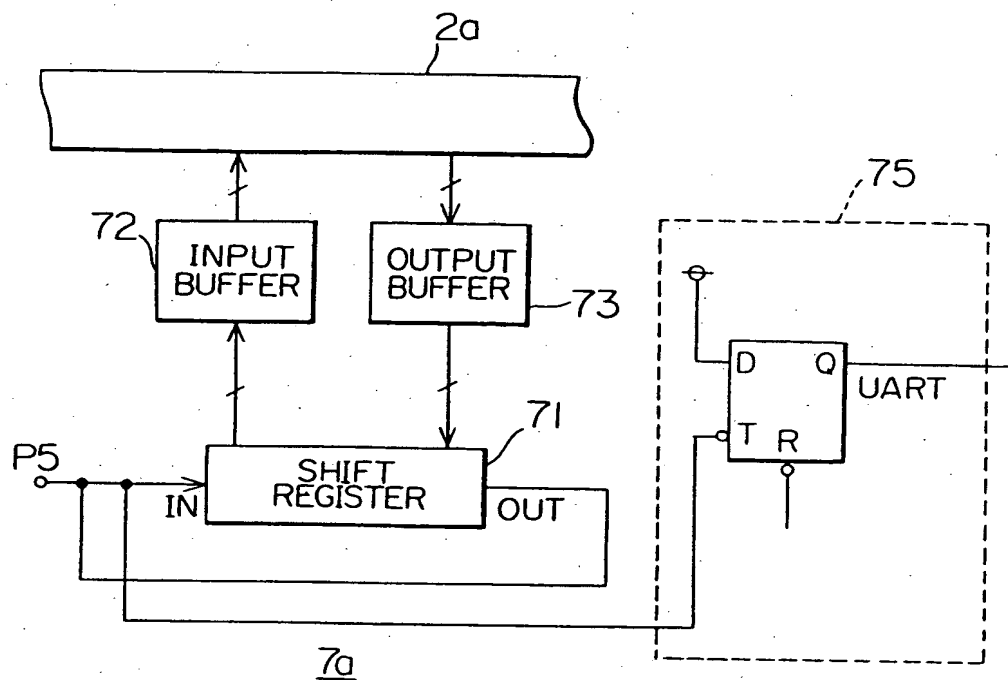 2a
75
72
INPUT
BUFFER
OUTPUT
BUFFER
73
D Q
UART
T R
71
P5
SHIFT
REGISTER
IN
OUT
7a